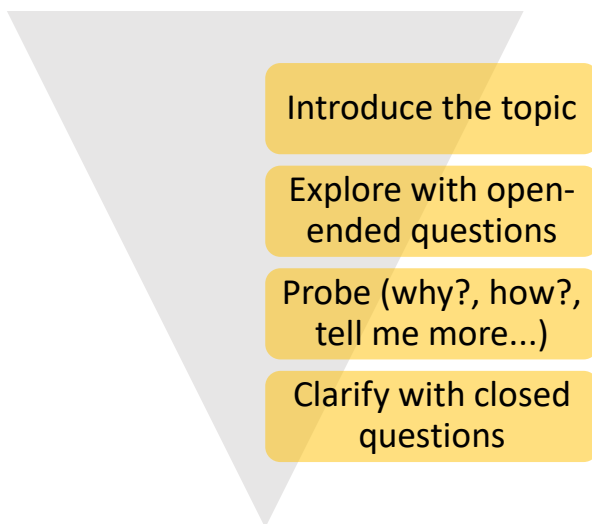 Introduce the topic
Explore with open-
ended questions
Probe (why?, how?,
tell me more...)
Clarify with closed
questions